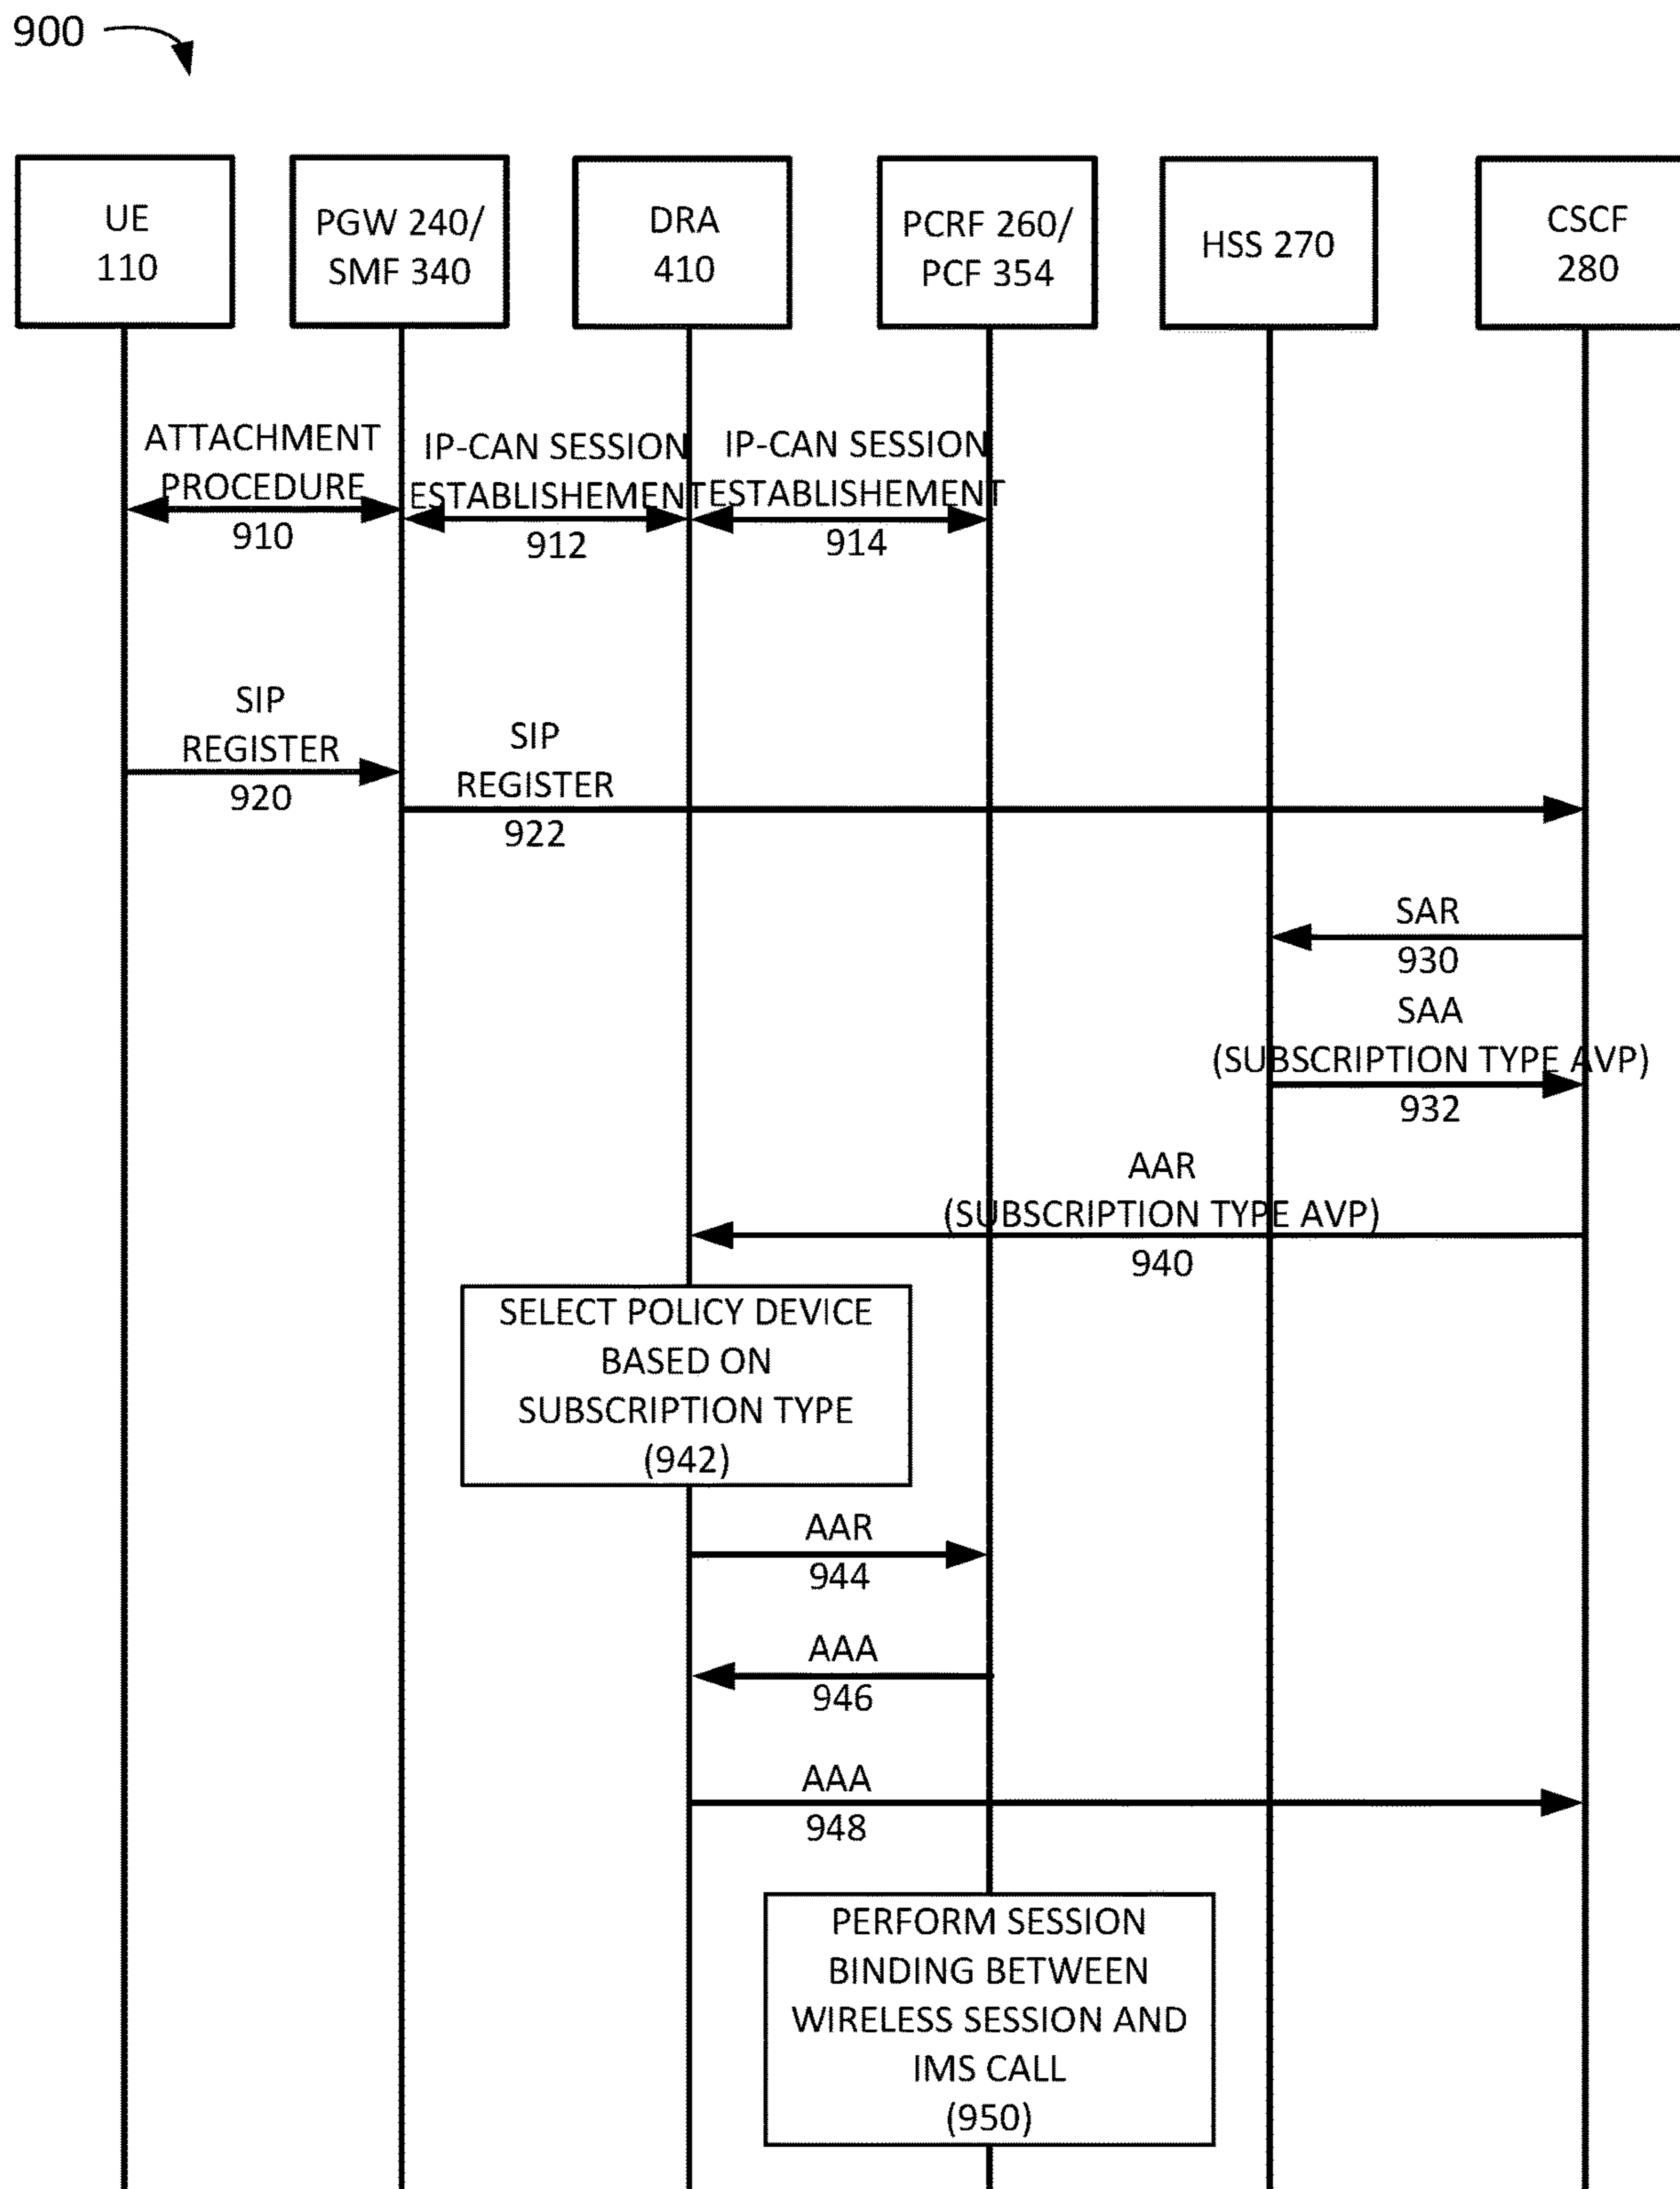 900
UE
110
PGW 240/
SMF 340
DRA
410
PCRF 260/
PCF 354
HSS 270
CSCF
280
ATTACHMENT
PROCEDURE
910
IP-CAN SESSION
ESTABLISHEMENT
912
IP-CAN SESSION
ESTABLISHEMENT
914
SIP
REGISTER
920
SIP
REGISTER
922
SAR
930
SAA
(SUBSCRIPTION TYPE AVP)
932
AAR
(SUBSCRIPTION TYPE AVP)
940
SELECT POLICY DEVICE
BASED ON
SUBSCRIPTION TYPE
(942)
AAR
944
AAA
946
AAA
948
PERFORM SESSION
BINDING BETWEEN
WIRELESS SESSION AND
IMS CALL
(950)